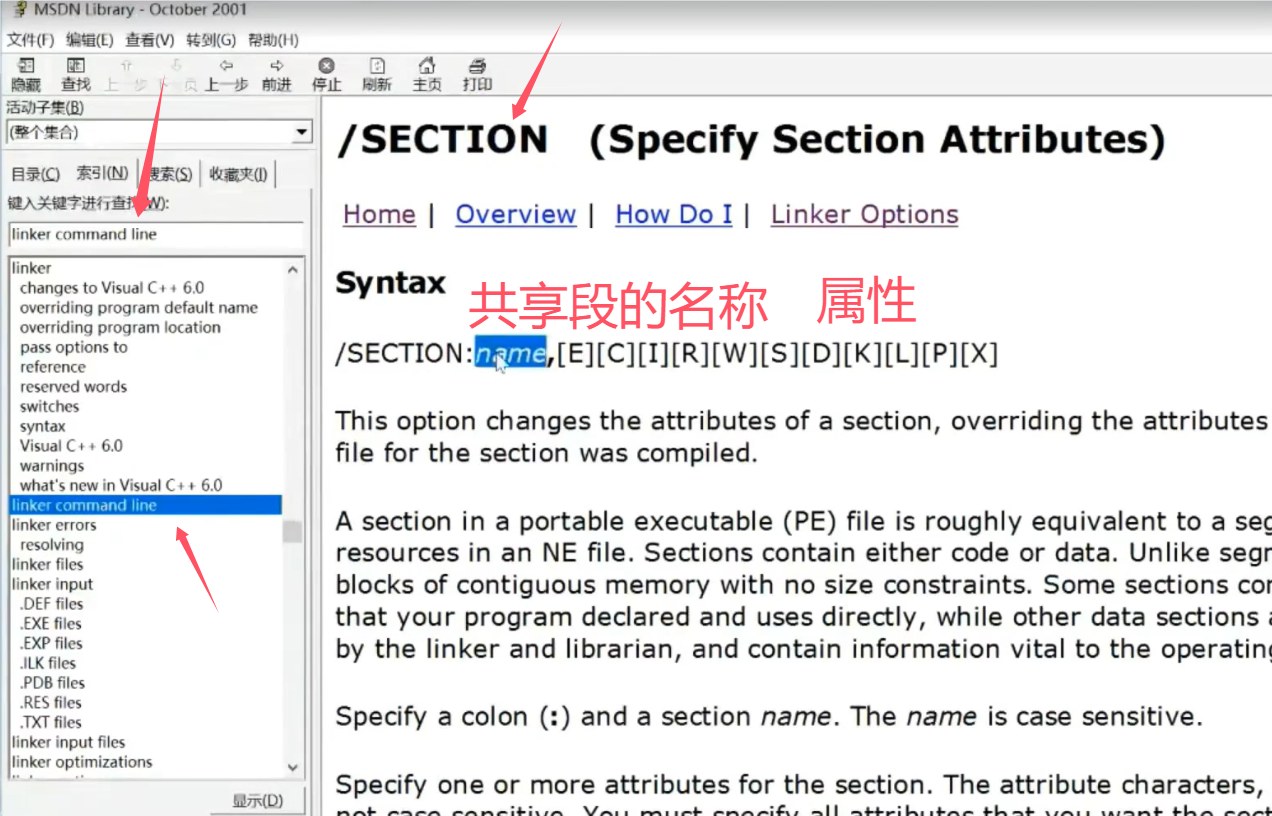 MSDN Library - October 2001
文件(F) 编辑(E) 查看(V) 转到(G) 帮助(H)
隐藏 查找 上一步 下一页 上一步 前进 停止 刷新 主页 打印
活动子集(B)
(整个集合)
目录(C) 索引(N) 搜索(S) 收藏夹(I)
键入关键字进行查找(W):
linker command line
linker
changes to Visual C++ 6.0
overriding program default name
overriding program location
pass options to
reference
reserved words
switches
syntax
Visual C++ 6.0
warnings
what's new in Visual C++ 6.0
linker command line
linker errors
resolving
linker files
linker input
.DEF files
.EXE files
.EXP files
.ILK files
.PDB files
.RES files
.TXT files
linker input files
linker optimizations
显示(D)
/SECTION (Specify Section Attributes)
Home | Overview | How Do I | Linker Options
Syntax
共享段的名称 属性
/SECTION:name,[E][C][I][R][W][S][D][K][L][P][X]
This option changes the attributes of a section, overriding the attributes
file for the section was compiled.
A section in a portable executable (PE) file is roughly equivalent to a
resources in an NE file. Sections contain either code or data. Unlike
blocks of contiguous memory with no size constraints. Some sections
that your program declared and uses directly, while other data sections
by the linker and librarian, and contain information vital to the
Specify a colon (:) and a section name. The name is case sensitive.
Specify one or more attributes for the section. The attribute characters,
not case sensitive. You must specify all attributes that you want the